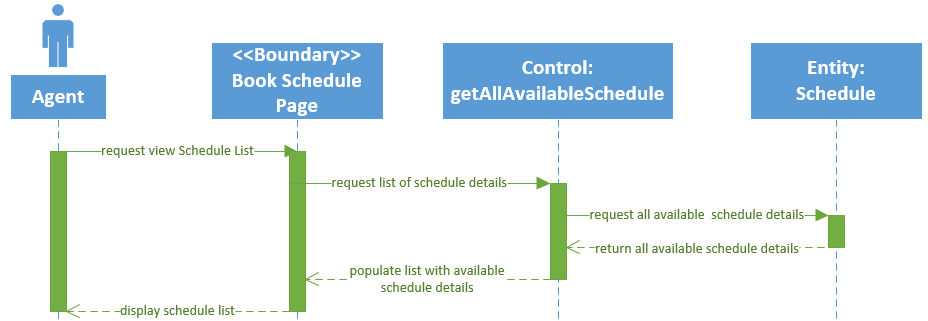 Agent
<<Boundary>>
Book Schedule
Page
Control:
getAllAvailableSchedule
Entity:
Schedule
request view Schedule List
request list of schedule details
request all available  schedule details
return all available schedule details
populate list with available
schedule details
display schedule list